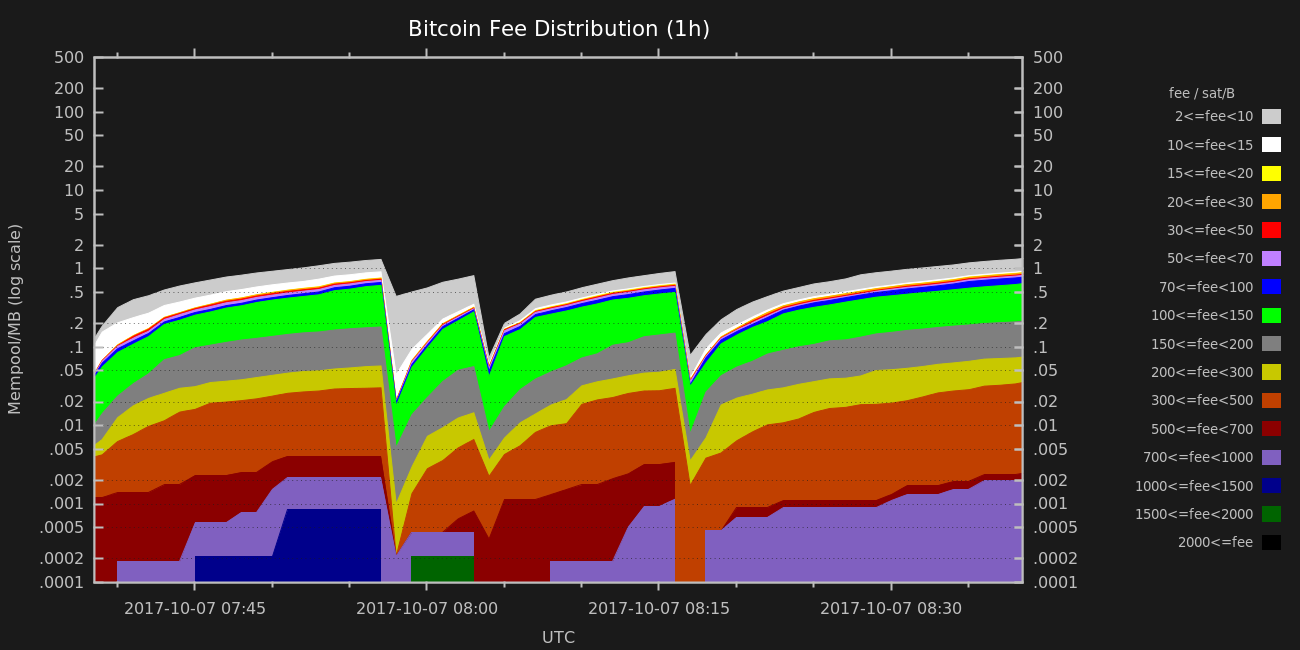 Bitcoin Fee Distribution (1h)
Mempool/MB (log scale)
500
200
100
50
20
10
5
2
1
.5
.2
.1
.05
.02
.01
.005
.002
.001
.0005
.0002
.0001
500
200
100
50
20
10
5
2
1
.5
.2
.1
.05
.02
.01
.005
.002
.001
.0005
.0002
.0001
2017-10-07 07:45
2017-10-07 08:00
2017-10-07 08:15
2017-10-07 08:30
UTC
fee / sat/B
2<=fee<10
10<=fee<15
15<=fee<20
20<=fee<30
30<=fee<50
50<=fee<70
70<=fee<100
100<=fee<150
150<=fee<200
200<=fee<300
300<=fee<500
500<=fee<700
700<=fee<1000
1000<=fee<1500
1500<=fee<2000
2000<=fee